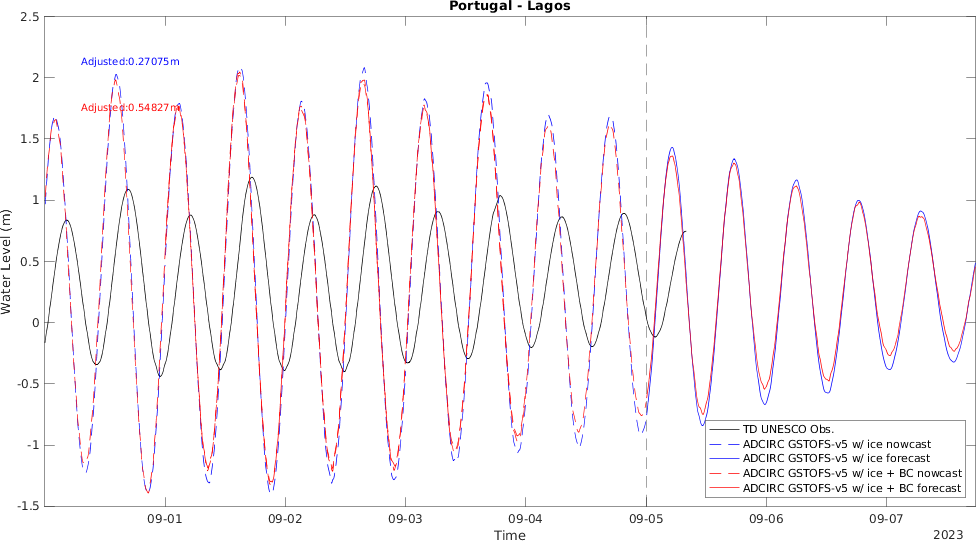 Portugal - Lagos
2.5
2
1.5
1
0.5
0
-0.5
-1
-1.5
Water Level (m)
Adjusted:0.27075m
Adjusted:0.54827m
TD UNESCO Obs.
ADCIRC GSTOFS-v5 w/ ice nowcast
ADCIRC GSTOFS-v5 w/ ice forecast
ADCIRC GSTOFS-v5 w/ ice + BC nowcast
ADCIRC GSTOFS-v5 w/ ice + BC forecast
09-01 09-02 09-03 09-04 09-05 09-06 09-07
Time
2023